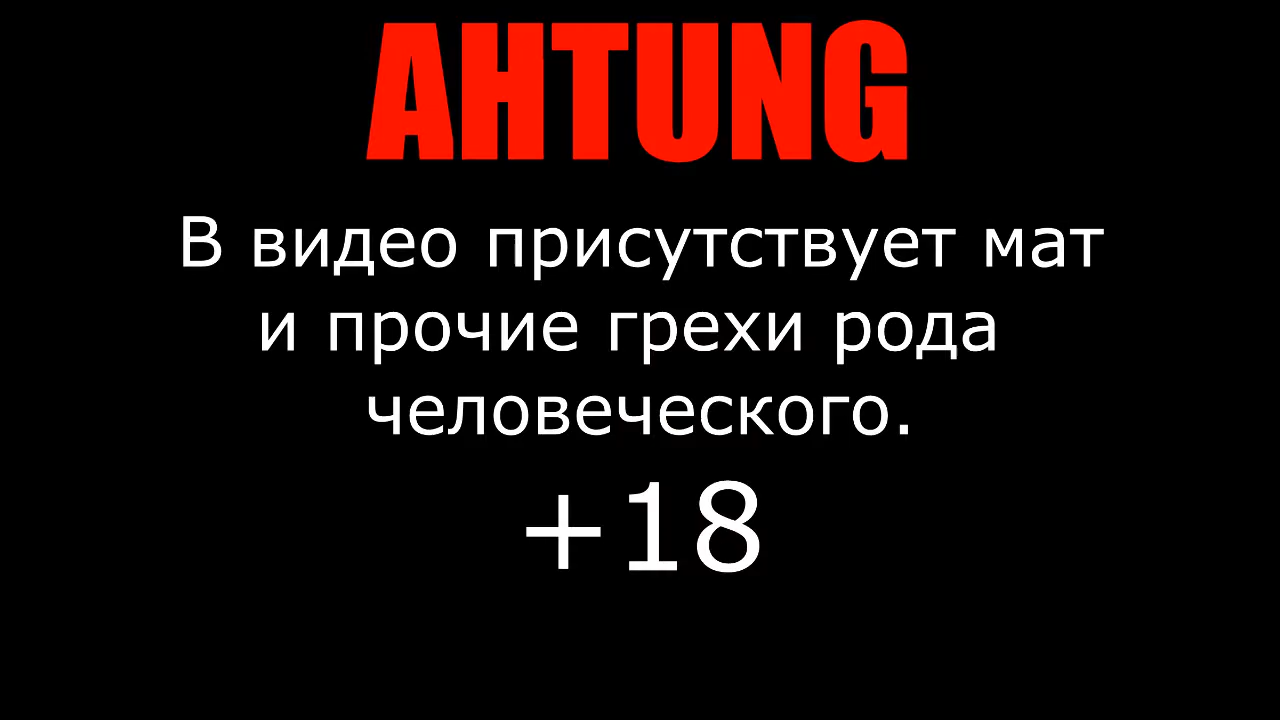 AHTUNG
В видео присутствует мат
и прочие грехи рода
человеческого.
+18